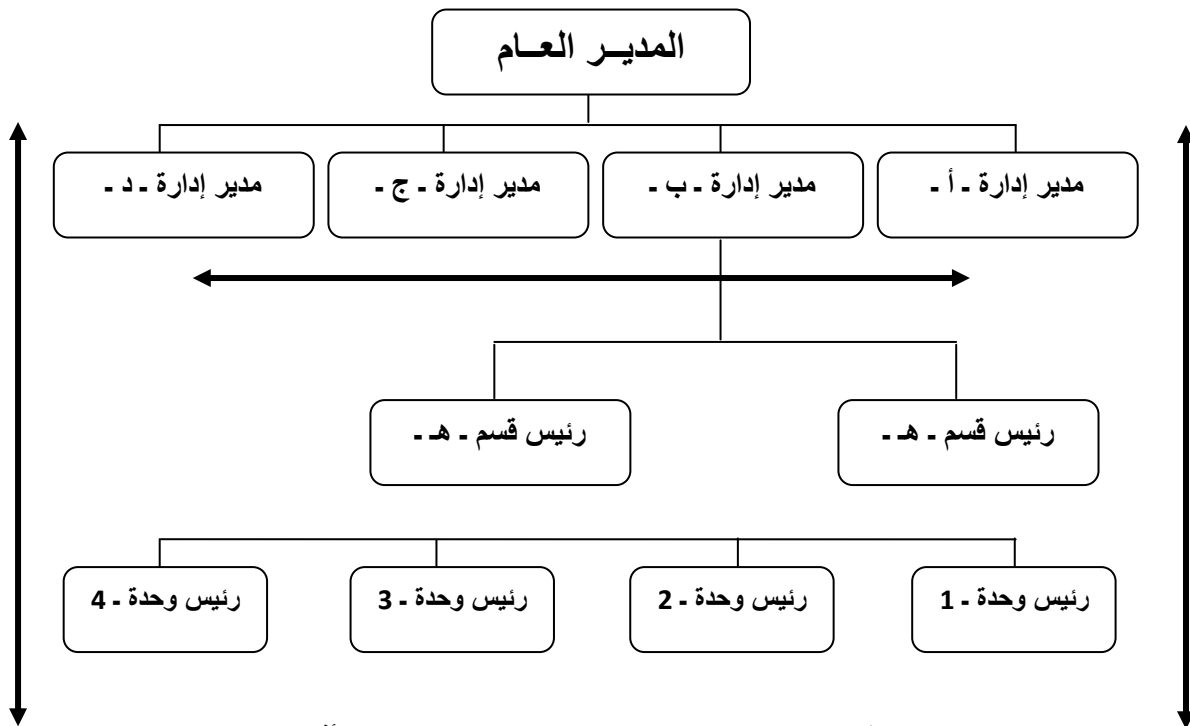 المديــر العــام
مدير إدارة ـ أ ـ
مدير إدارة ـ ب ـ
مدير إدارة ـ ج ـ
مدير إدارة ـ د ـ
رئيس قسم ـ هـ ـ
رئيس قسم ـ هـ ـ
رئيس وحدة ـ 1
رئيس وحدة ـ 2
رئيس وحدة ـ 3
رئيس وحدة ـ 4